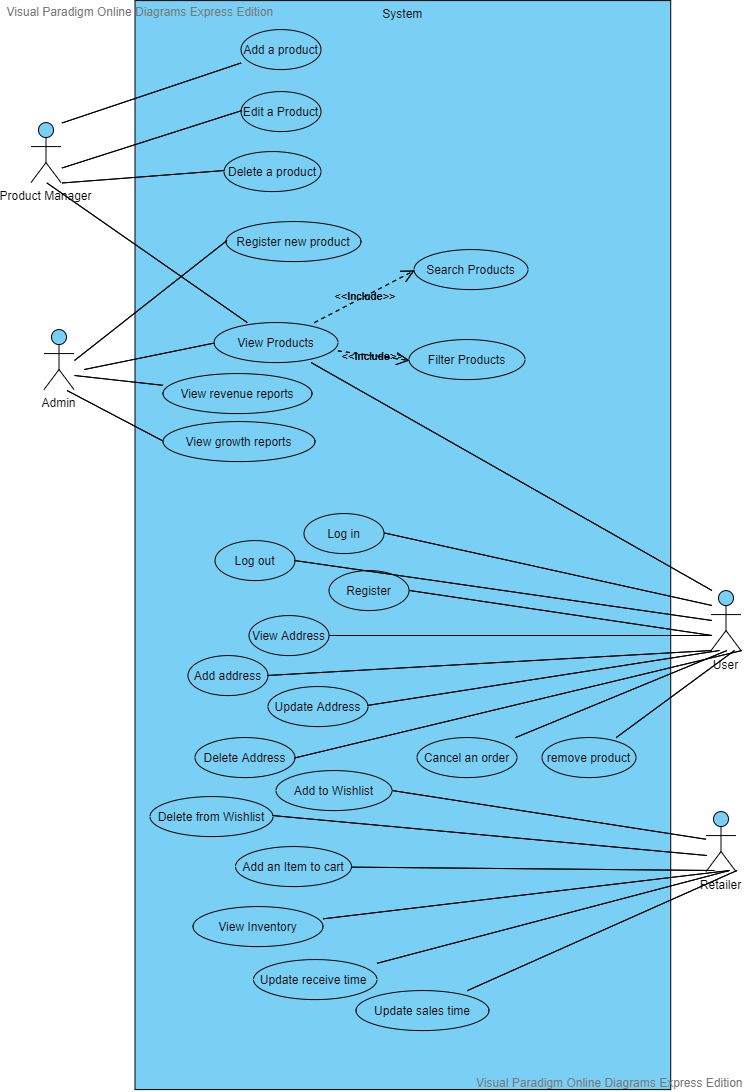 Visual Paradigm Online Diagrams Express Edition
System
Add a product
Edit a Product
Delete a product
Product Manager
Register new product
Search Products
<<Include>>
View Products
<<Include>>
Filter Products
Admin
View revenue reports
View growth reports
Log in
Log out
Register
View Address
User
Add address
Update Address
Delete Address
Cancel an order
remove product
Add to Wishlist
Delete from Wishlist
Add an Item to cart
Retailer
View Inventory
Update receive time
Update sales time
Visual Paradigm Online Diagrams Express Edition